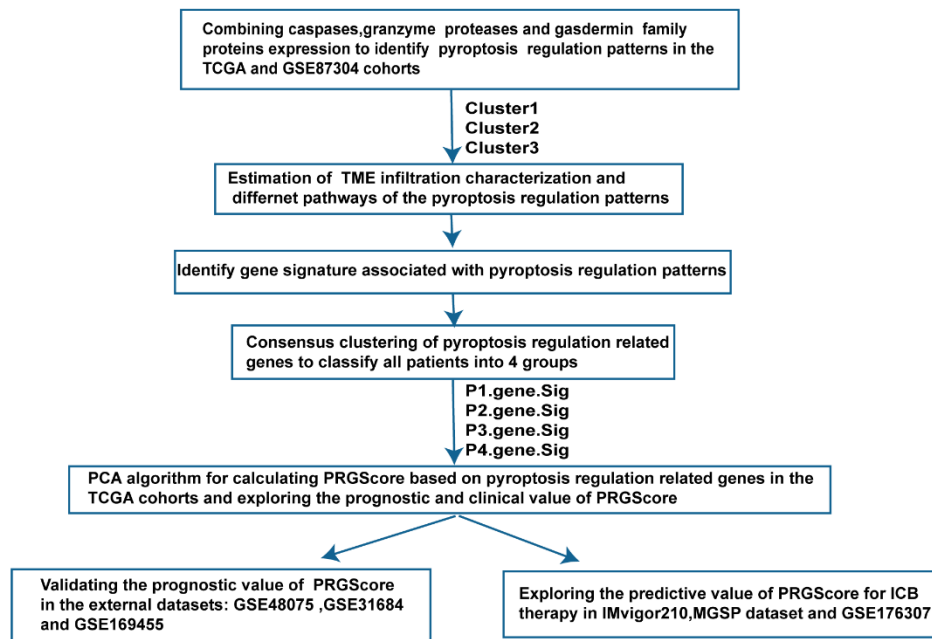 Combining caspases,granzyme proteases and gasdermin family
proteins expression to identify pyroptosis regulation patterns in the
TCGA and GSE87304 cohorts
Cluster1
Cluster2
Cluster3
Estimation of TME infiltration characterization and
differnet pathways of the pyroptosis regulation patterns
Identify gene signature associated with pyroptosis regulation patterns
Consensus clustering of pyroptosis regulation related
genes to classify all patients into 4 groups
P1.gene.Sig
P2.gene.Sig
P3.gene.Sig
P4.gene.Sig
PCA algorithm for calculating PRGScore based on pyroptosis regulation related genes in the
TCGA cohorts and exploring the prognostic and clinical value of PRGScore
Validating the prognostic value of PRGScore
in the external datasets: GSE48075 ,GSE31684
and GSE169455
Exploring the predictive value of PRGScore for ICB
therapy in IMvigor210,MGSP dataset and GSE176307